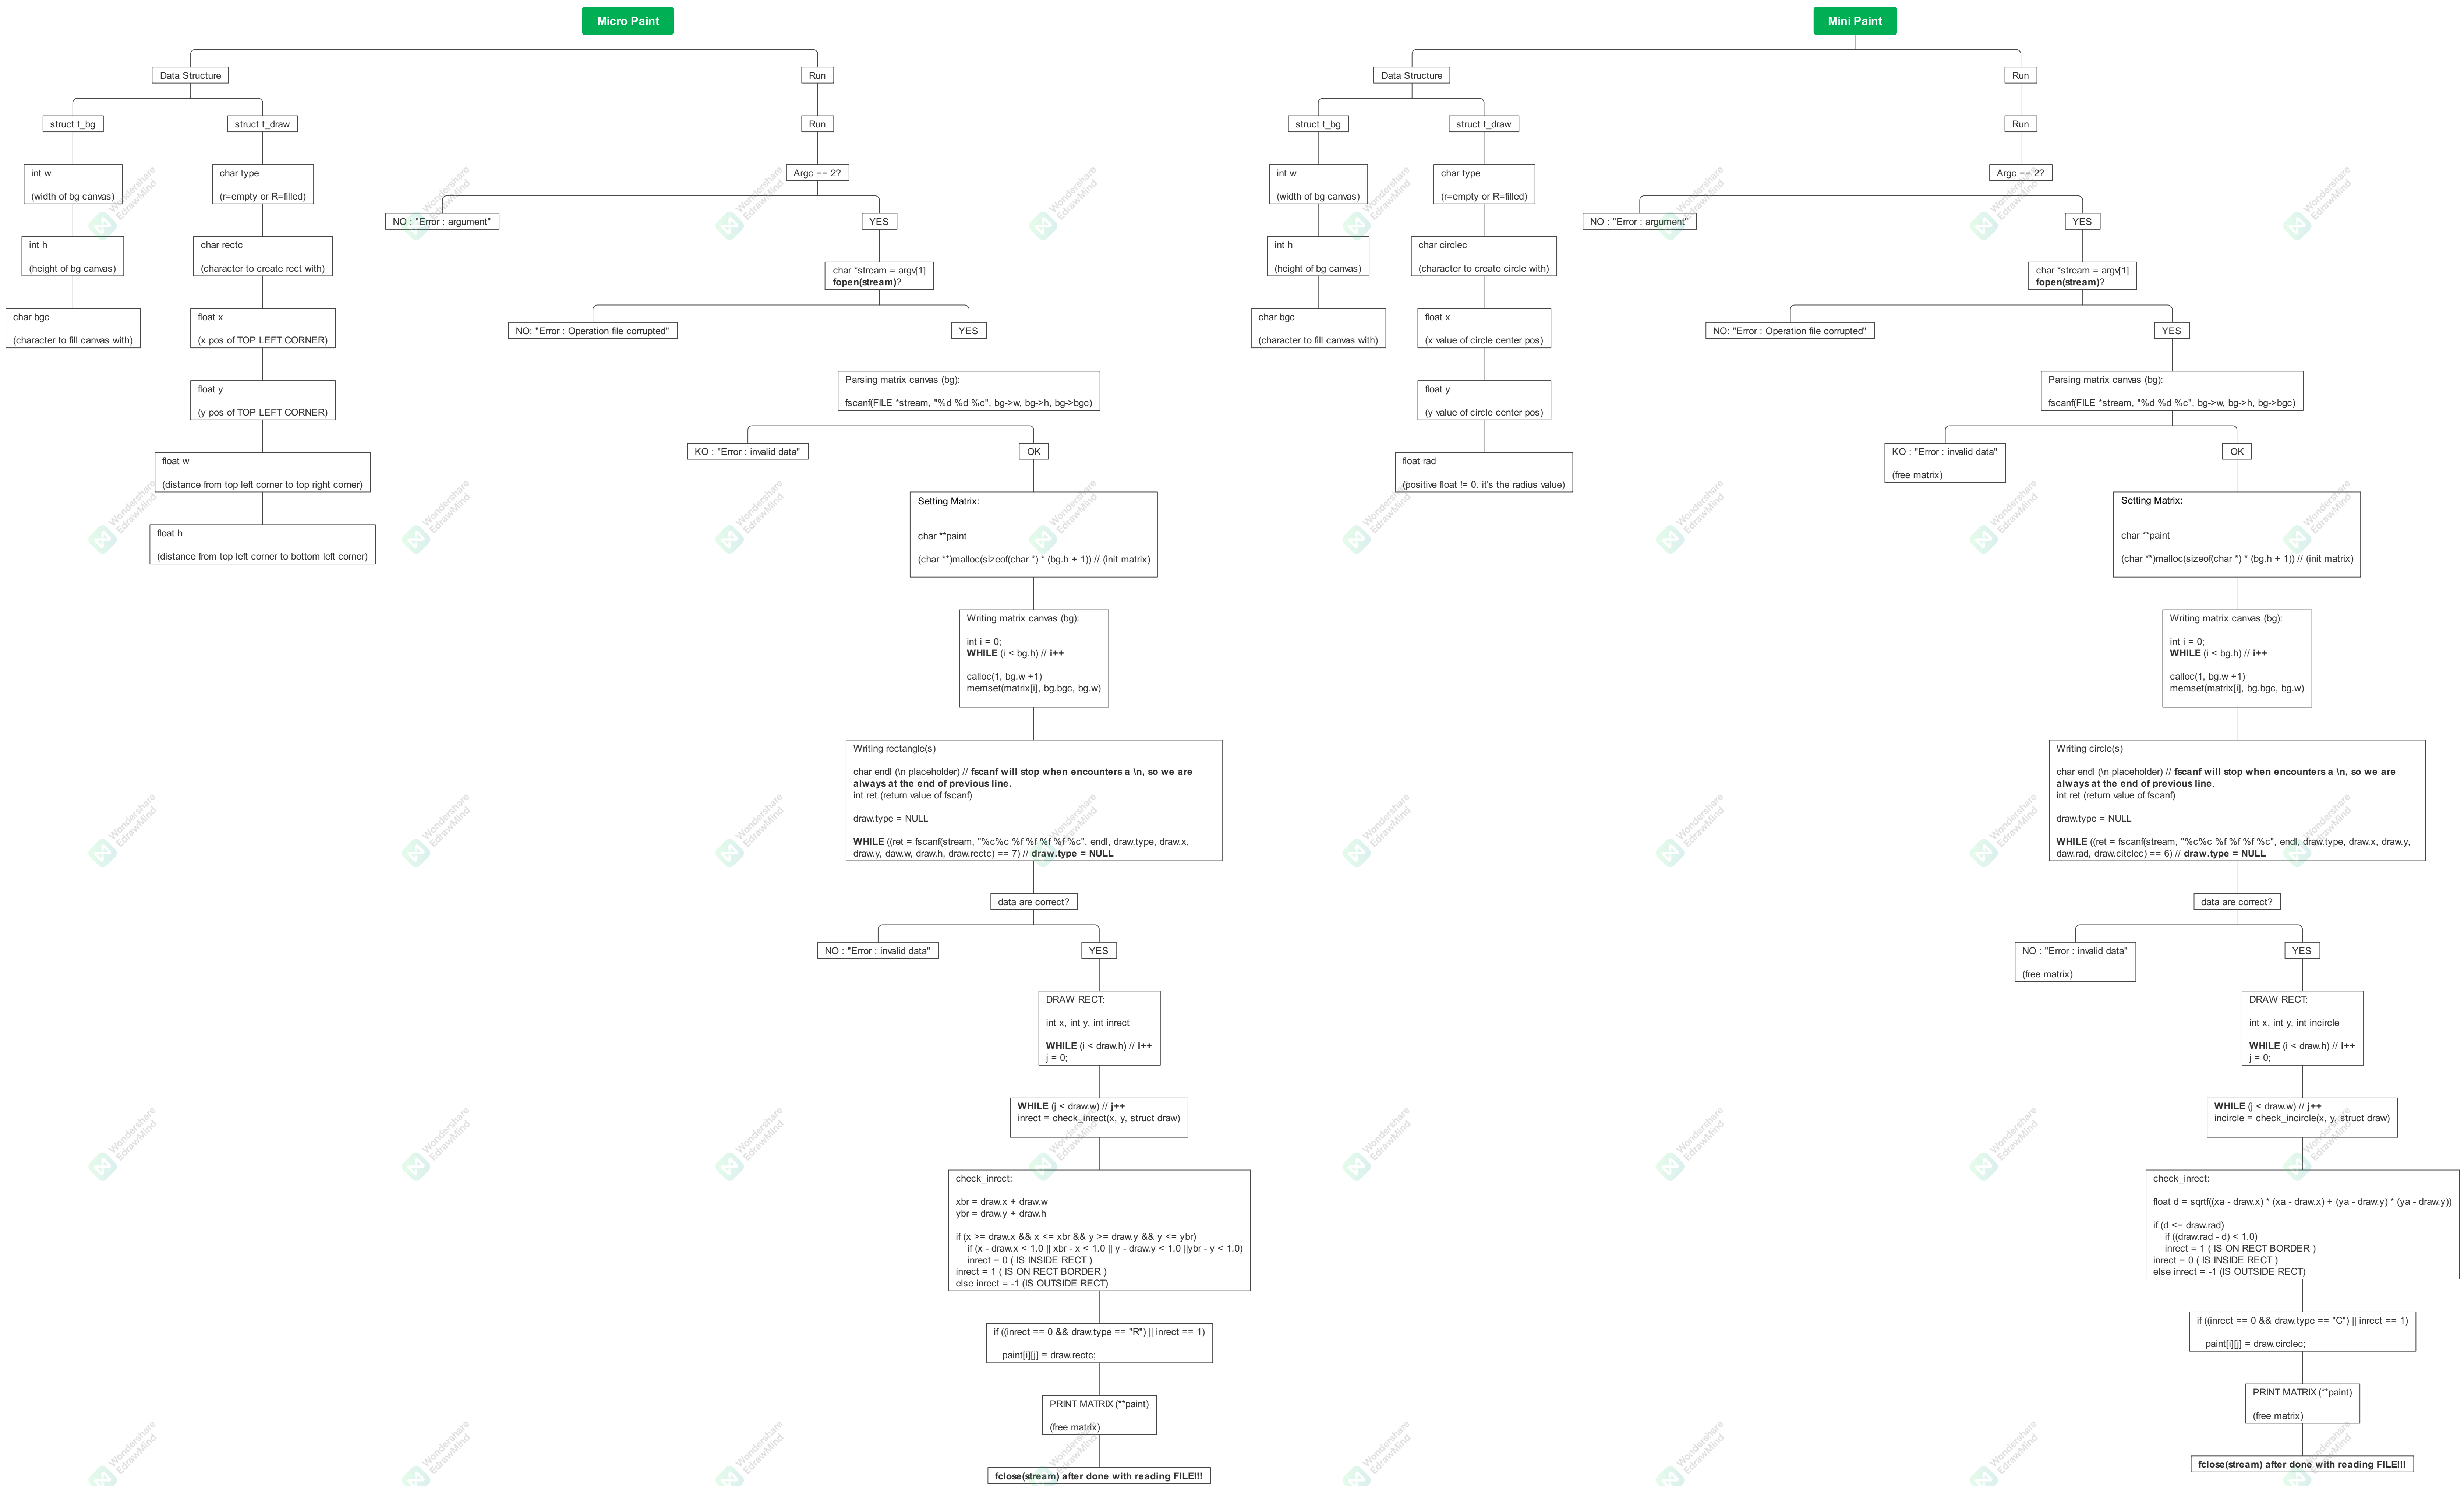 Micro Paint
Data Structure
Run
struct t_bg
struct t_draw
Run
int w
(width of bg canvas)
char type
(r=empty or R=filled)
Argc == 2?
int h
(height of bg canvas)
char rectc
(character to create rect with)
NO : "Error : argument"
YES
char bgc
(character to fill canvas with)
float x
(x pos of TOP LEFT CORNER)
char *stream = argv[1]
fopen(stream)?
float y
(y pos of TOP LEFT CORNER)
NO: "Error : Operation file corrupted"
YES
float w
(distance from top left corner to top right corner)
float h
(distance from top left corner to bottom left corner)
Parsing matrix canvas (bg):
fscanf(FILE *stream, "%d %d %c", bg->w, bg->h, bg->bgc)
KO : "Error : invalid data"
OK
Setting Matrix:
char **paint
(char **)malloc(sizeof(char *) * (bg.h + 1)) // (init matrix)
Writing matrix canvas (bg):
int i = 0;
WHILE (i < bg.h) // i++
calloc(1, bg.w +1)
memset(matrix[i], bg.bgc, bg.w)
Writing rectangle(s)
char endl (\n placeholder) // fscanf will stop when encounters a \n, so we are
always at the end of previous line.
int ret (return value of fscanf)
draw.type = NULL
WHILE ((ret = fscanf(stream, "%c%c %f %f %f %f %c", endl, draw.type, draw.x,
draw.y, daw.w, draw.h, draw.rectc) == 7) // draw.type = NULL
data are correct?
NO : "Error : invalid data"
YES
DRAW RECT:
int x, int y, int inrect
WHILE (i < draw.h) // i++
j = 0;
WHILE (j < draw.w) // j++
inrect = check_inrect(x, y, struct draw)
check_inrect:
xbr = draw.x + draw.w
ybr = draw.y + draw.h
if (x >= draw.x && x <= xbr && y >= draw.y && y <= ybr)
if (x - draw.x < 1.0 || xbr - x < 1.0 || y - draw.y < 1.0 ||ybr - y < 1.0)
inrect = 0 ( IS INSIDE RECT )
inrect = 1 ( IS ON RECT BORDER )
else inrect = -1 (IS OUTSIDE RECT)
if ((inrect == 0 && draw.type == "R") || inrect == 1)
paint[i][j] = draw.rectc;
PRINT MATRIX (**paint)
(free matrix)
fclose(stream) after done with reading FILE!!!
Mini Paint
Data Structure
Run
struct t_bg
struct t_draw
Run
int w
(width of bg canvas)
char type
(r=empty or R=filled)
Argc == 2?
int h
(height of bg canvas)
char circlec
(character to create circle with)
NO : "Error : argument"
YES
char bgc
(character to fill canvas with)
float x
(x value of circle center pos)
char *stream = argv[1]
fopen(stream)?
float y
(y value of circle center pos)
NO: "Error : Operation file corrupted"
YES
float rad
(positive float != 0. it's the radius value)
Parsing matrix canvas (bg):
fscanf(FILE *stream, "%d %d %c", bg->w, bg->h, bg->bgc)
KO : "Error : invalid data"
(free matrix)
OK
Setting Matrix:
char **paint
(char **)malloc(sizeof(char *) * (bg.h + 1)) // (init matrix)
Writing matrix canvas (bg):
int i = 0;
WHILE (i < bg.h) // i++
calloc(1, bg.w +1)
memset(matrix[i], bg.bgc, bg.w)
Writing circle(s)
char endl (\n placeholder) // fscanf will stop when encounters a \n, so we are
always at the end of previous line.
int ret (return value of fscanf)
draw.type = NULL
WHILE ((ret = fscanf(stream, "%c%c %f %f %f %c", endl, draw.type, draw.x, draw.y,
daw.rad, draw.citclec) == 6) // draw.type = NULL
data are correct?
NO : "Error : invalid data"
(free matrix)
YES
DRAW RECT:
int x, int y, int incircle
WHILE (i < draw.h) // i++
j = 0;
WHILE (j < draw.w) // j++
incircle = check_incircle(x, y, struct draw)
check_inrect:
float d = sqrtf((xa - draw.x) * (xa - draw.x) + (ya - draw.y) * (ya - draw.y))
if (d <= draw.rad)
if ((draw.rad - d) < 1.0)
inrect = 1 ( IS ON RECT BORDER )
inrect = 0 ( IS INSIDE RECT )
else inrect = -1 (IS OUTSIDE RECT)
if ((inrect == 0 && draw.type == "C") || inrect == 1)
paint[i][j] = draw.circlec;
PRINT MATRIX (**paint)
(free matrix)
fclose(stream) after done with reading FILE!!!
Wondershare
EdrawMind